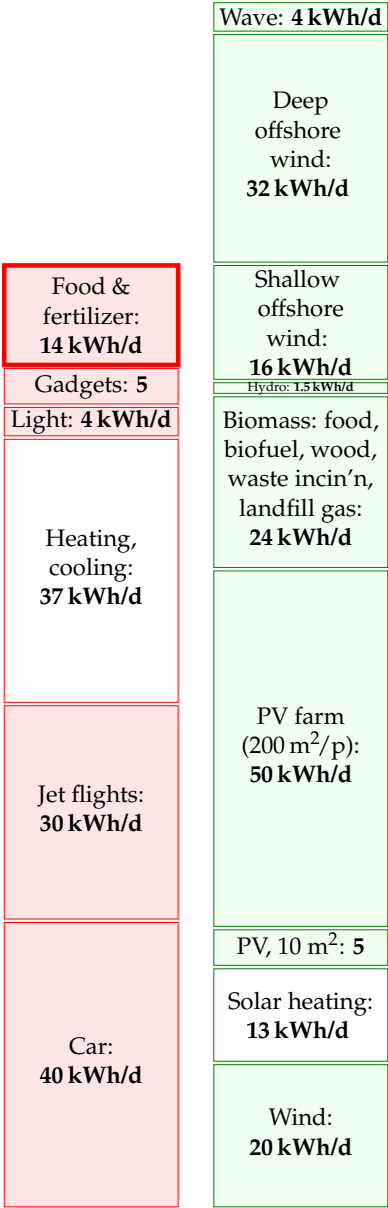 Food &
fertilizer:
14 kWh/d
Gadgets: 5
Light: 4 kWh/d
Heating,
cooling:
37 kWh/d
Jet flights:
30 kWh/d
Car:
40 kWh/d
Wave: 4 kWh/d
Deep
offshore
wind:
32 kWh/d
Shallow
offshore
wind:
16 kWh/d
Hydro: 1.5 kWh/d
Biomass: food,
biofuel, wood,
waste incin'n,
landfill gas:
24 kWh/d
PV farm
(200 m²/p):
50 kWh/d
PV, 10 m²: 5
Solar heating:
13 kWh/d
Wind:
20 kWh/d